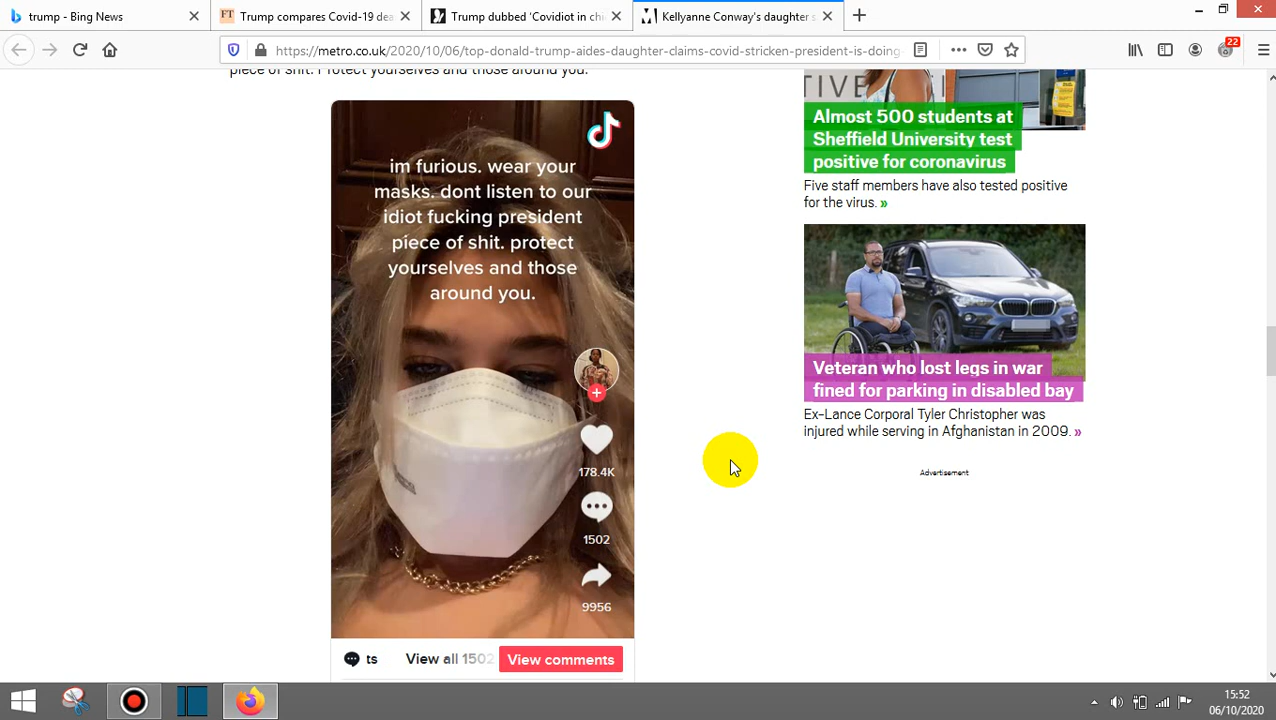 trump - Bing News
Trump compares Covid-19 dea
Trump dubbed ‘Covidiot in chi
Kellyanne Conway's daughter s
22
https://metro.co.uk/2020/10/06/top-donald-trump-aides-daughter-claims-covid-stricken-president-is-doing
piece of shit. Protect yourselves and those around you.
im furious. wear your
masks. dont listen to our
idiot fucking president
piece of shit. protect
yourselves and those
around you.
178.4K
1502
9956
ts
View all 1502
View comments
TIVE
Almost 500 students at
Sheffield University test
positive for coronavirus
Five staff members have also tested positive
for the virus. »
Veteran who lost legs in war
fined for parking in disabled bay
Ex-Lance Corporal Tyler Christopher was
injured while serving in Afghanistan in 2009. »
Advertisement
15:52
06/10/2020